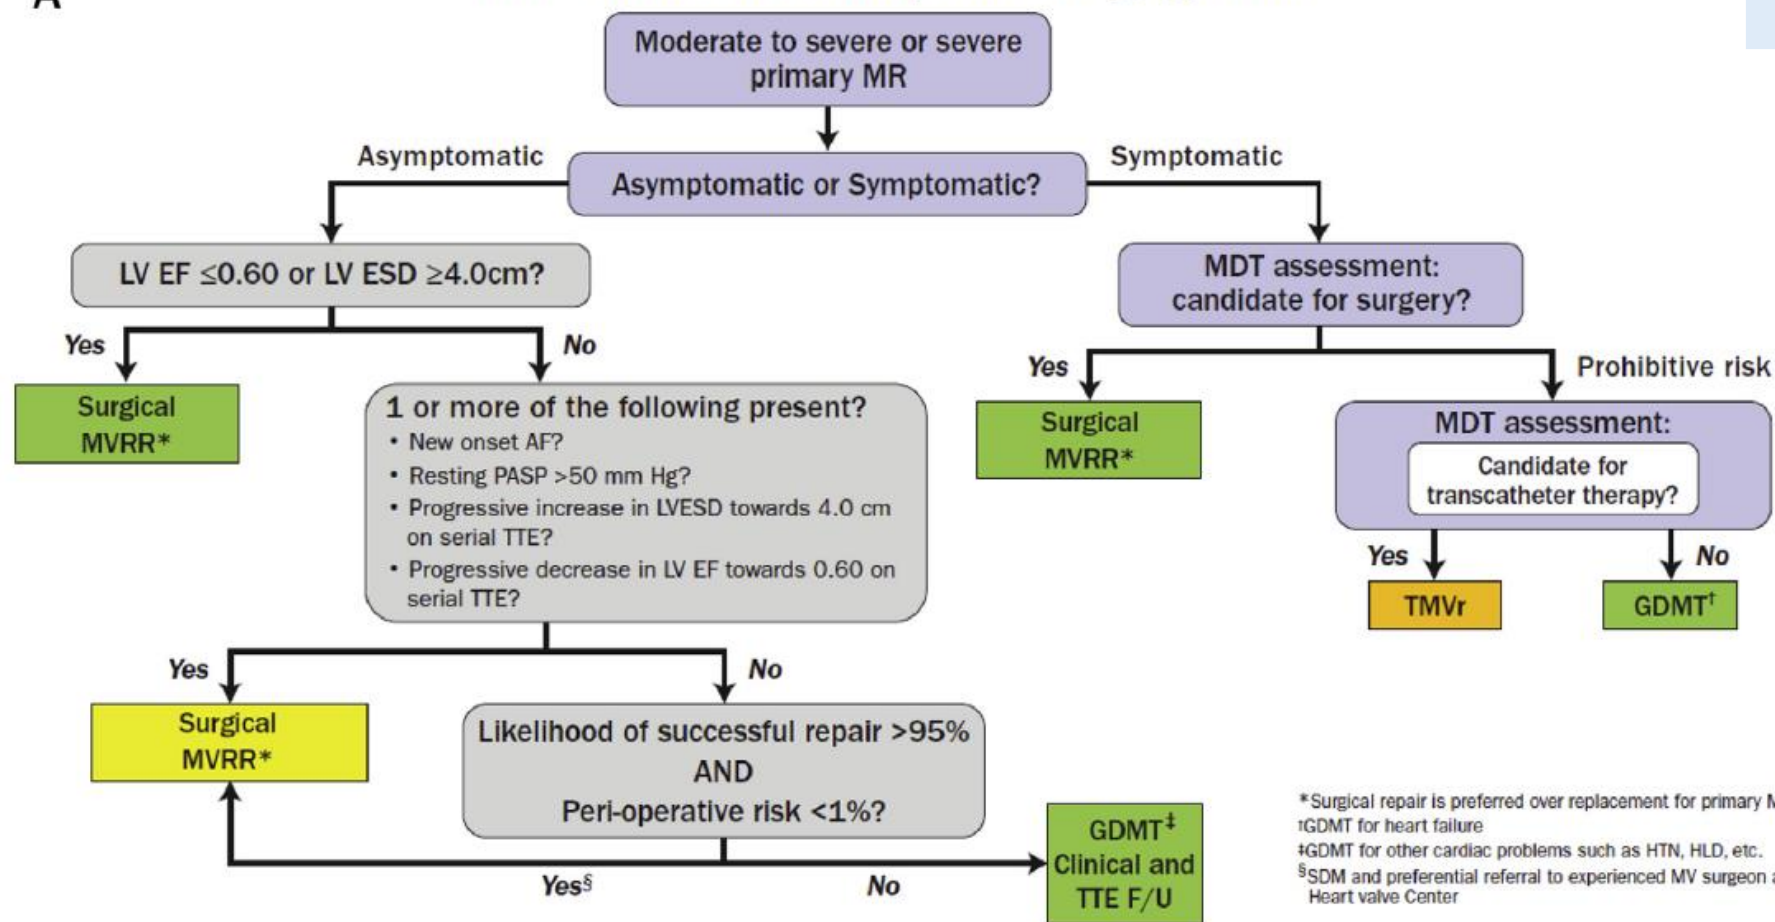 A
Moderate to severe or severe
primary MR
Asymptomatic
Symptomatic
Asymptomatic or Symptomatic?
LV EF ≤0.60 or LV ESD ≥4.0cm?
MDT assessment:
candidate for surgery?
Yes
No
Yes
Prohibitive risk
Surgical
MVRR*
1 or more of the following present?
• New onset AF?
• Resting PASP >50 mm Hg?
• Progressive increase in LVESD towards 4.0 cm
on serial TTE?
• Progressive decrease in LV EF towards 0.60 on
serial TTE?
Surgical
MVRR*
MDT assessment:
Candidate for
transcatheter therapy?
Yes
No
TMVr
GDMT†
Yes
No
Surgical
MVRR*
Likelihood of successful repair >95%
AND
Peri-operative risk <1%?
Yes§
No
GDMT‡
Clinical and
TTE F/U
*Surgical repair is preferred over replacement for primary
†GDMT for heart failure
‡GDMT for other cardiac problems such as HTN, HLD, etc.
§SDM and preferential referral to experienced MV surgeon
Heart valve Center